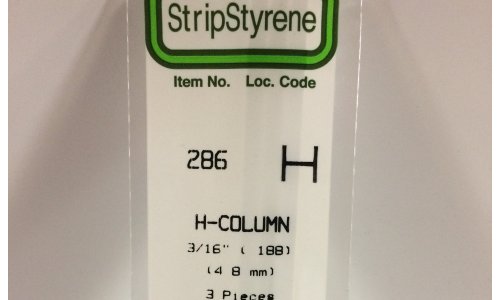 StripStyrene
Item No. Loc. Code
286 H
H-COLUMN
3/16" ( 188)
(4 8 mm)
3 Pieces